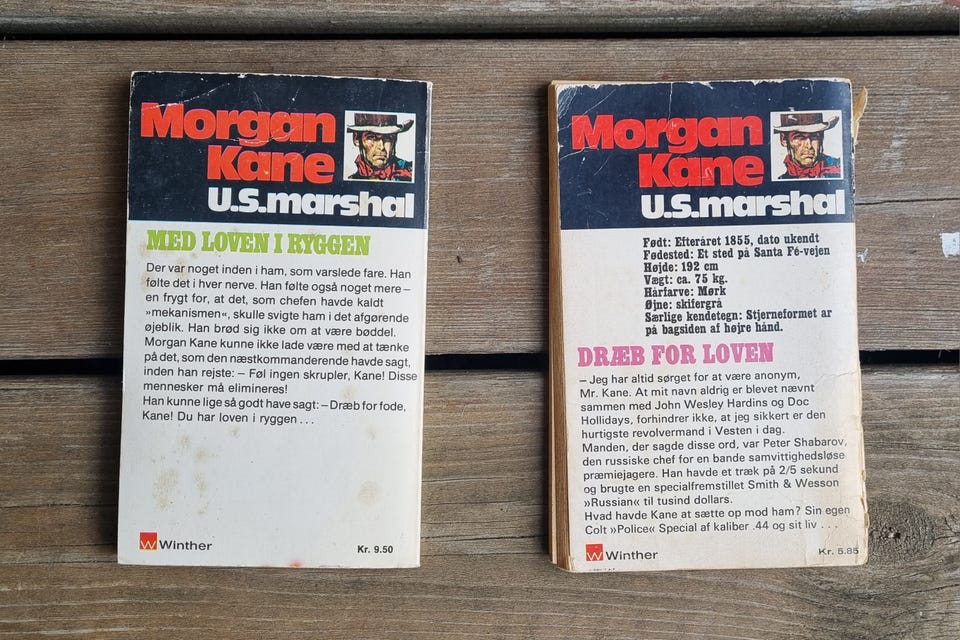 Morgan
Kane
U.S.marshal
MED LOVEN I RYGGEN
Der var noget inden i ham, som varslede fare. Han
følte det i hver nerve. Han følte også noget mere –
en frygt for, at det, som chefen havde kaldt
»mekanismen«, skulle svigte ham i det afgørende
øjeblik. Han brød sig ikke om at være bøddel.
Morgan Kane kunne ikke lade være med at tænke
på det, som den næstkommanderende havde sagt,
inden han rejste: – Føl ingen skrupler, Kane! Disse
mennesker må elimineres!
Han kunne lige så godt have sagt: – Dræb for fode,
Kane! Du har loven i ryggen . . .
W Winther
Kr. 9.50
Morgan
Kane
U.S.marshal
Født: Efteråret 1855, dato ukendt
Fødested: Et sted på Santa Fé-vejen
Højde: 192 cm
Vægt: ca. 75 kg.
Hårfarve: Mørk
Øjne: skifergrå
Særlige kendetegn: Stjerneformet ar
på bagsiden af højre hånd.
DRÆB FOR LOVEN
– Jeg har altid sørget for at være anonym,
Mr. Kane. At mit navn aldrig er blevet nævnt
sammen med John Wesley Hardins og Doc
Hollidays, forhindrer ikke, at jeg sikkert er den
hurtigste revolvermand i Vesten i dag.
Manden, der sagde disse ord, var Peter Shabarov,
den russiske chef for en bande samvittighedsløse
præmiejagere. Han havde et træk på 2/5 sekund
og brugte en specialfremstillet Smith & Wesson
»Russian« til tusind dollars.
Hvad havde Kane at sætte op mod ham? Sin egen
Colt »Police« Special af kaliber .44 og sit liv . . .
W Winther
Kr. 5.85